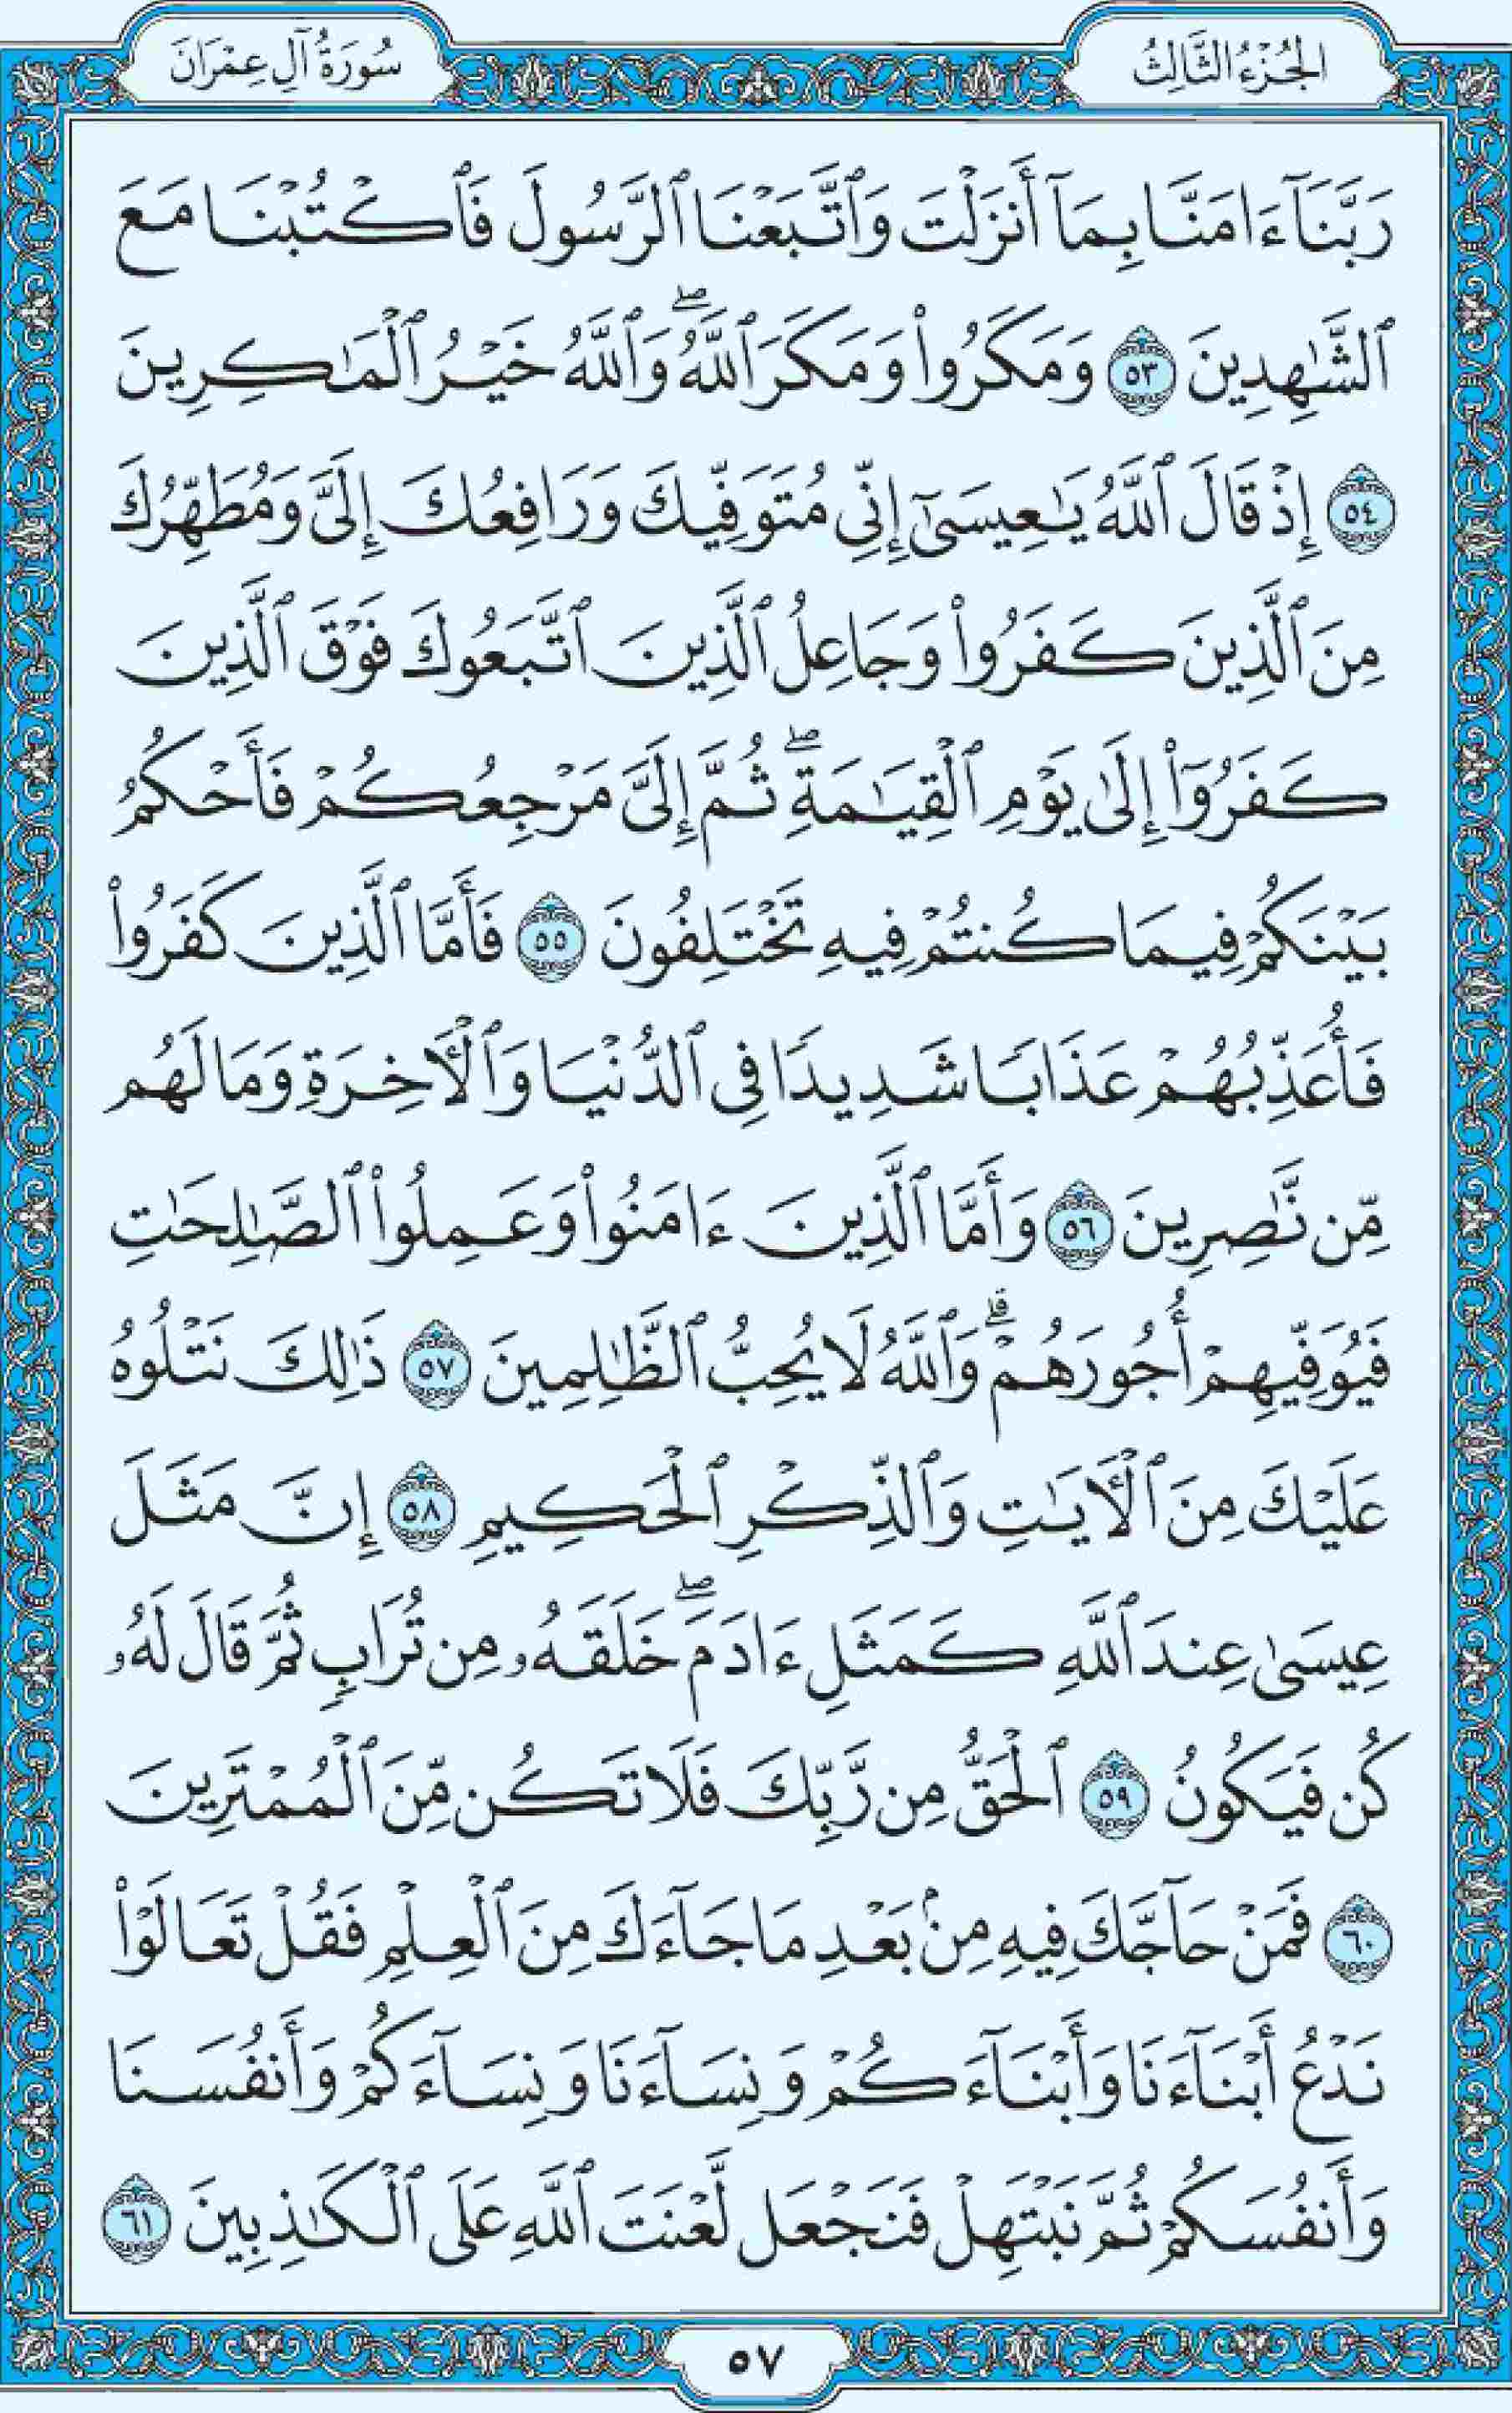 الجُزْءُ الثَّالِثُ
سُورَةُ آلِ عِمْرَانَ
رَبَّنَآ ءَامَنَّا بِمَآ أَنزَلْتَ وَٱتَّبَعْنَا ٱلرَّسُولَ فَٱكْتُبْنَا مَعَ
ٱلشَّٰهِدِينَ ٥٣ وَمَكَرُوا۟ وَمَكَرَ ٱللَّهُۖ وَٱللَّهُ خَيْرُ ٱلْمَٰكِرِينَ
٥٤ إِذْ قَالَ ٱللَّهُ يَٰعِيسَىٰٓ إِنِّى مُتَوَفِّيكَ وَرَافِعُكَ إِلَىَّ وَمُطَهِّرُكَ
مِنَ ٱلَّذِينَ كَفَرُوا۟ وَجَاعِلُ ٱلَّذِينَ ٱتَّبَعُوكَ فَوْقَ ٱلَّذِينَ
كَفَرُوٓا۟ إِلَىٰ يَوْمِ ٱلْقِيَٰمَةِۖ ثُمَّ إِلَىَّ مَرْجِعُكُمْ فَأَحْكُمُ
بَيْنَكُمْ فِيمَا كُنتُمْ فِيهِ تَخْتَلِفُونَ ٥٥ فَأَمَّا ٱلَّذِينَ كَفَرُوا۟
فَأُعَذِّبُهُمْ عَذَابًا شَدِيدًا فِى ٱلدُّنْيَا وَٱلْءَاخِرَةِ وَمَا لَهُم
مِّن نَّٰصِرِينَ ٥٦ وَأَمَّا ٱلَّذِينَ ءَامَنُوا۟ وَعَمِلُوا۟ ٱلصَّٰلِحَٰتِ
فَيُوَفِّيهِمْ أُجُورَهُمْۗ وَٱللَّهُ لَا يُحِبُّ ٱلظَّٰلِمِينَ ٥٧ ذَٰلِكَ نَتْلُوهُ
عَلَيْكَ مِنَ ٱلْءَايَٰتِ وَٱلذِّكْرِ ٱلْحَكِيمِ ٥٨ إِنَّ مَثَلَ
عِيسَىٰ عِندَ ٱللَّهِ كَمَثَلِ ءَادَمَۖ خَلَقَهُۥ مِن تُرَابٍ ثُمَّ قَالَ لَهُۥ
كُن فَيَكُونُ ٥٩ ٱلْحَقُّ مِن رَّبِّكَ فَلَا تَكُن مِّنَ ٱلْمُمْتَرِينَ
٦٠ فَمَنْ حَآجَّكَ فِيهِ مِنۢ بَعْدِ مَا جَآءَكَ مِنَ ٱلْعِلْمِ فَقُلْ تَعَالَوْا۟
نَدْعُ أَبْنَآءَنَا وَأَبْنَآءَكُمْ وَنِسَآءَنَا وَنِسَآءَكُمْ وَأَنفُسَنَا
وَأَنفُسَكُمْ ثُمَّ نَبْتَهِلْ فَنَجْعَل لَّعْنَتَ ٱللَّهِ عَلَى ٱلْكَٰذِبِينَ ٦١
٥٧